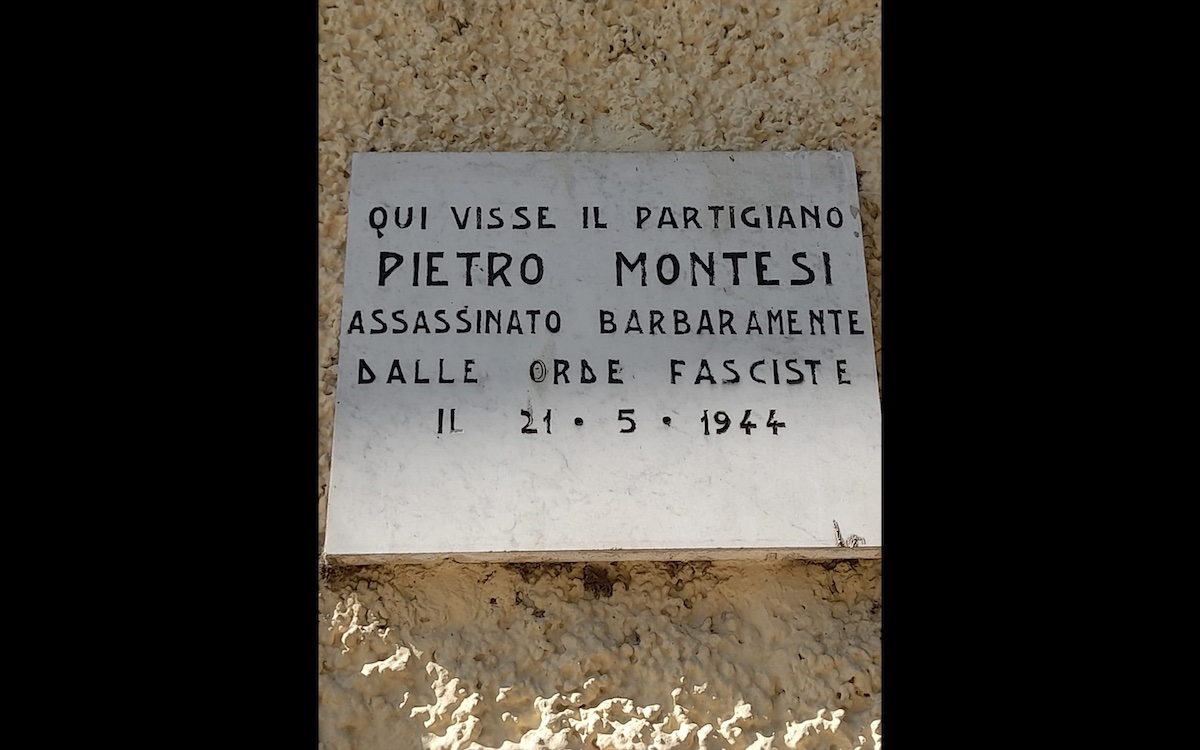 QUI VISSE IL PARTIGIANO
PIETRO MONTESI
ASSASSINATO BARBARAMENTE
DALLE ORDE FASCISTE
IL 21 • 5 • 1944